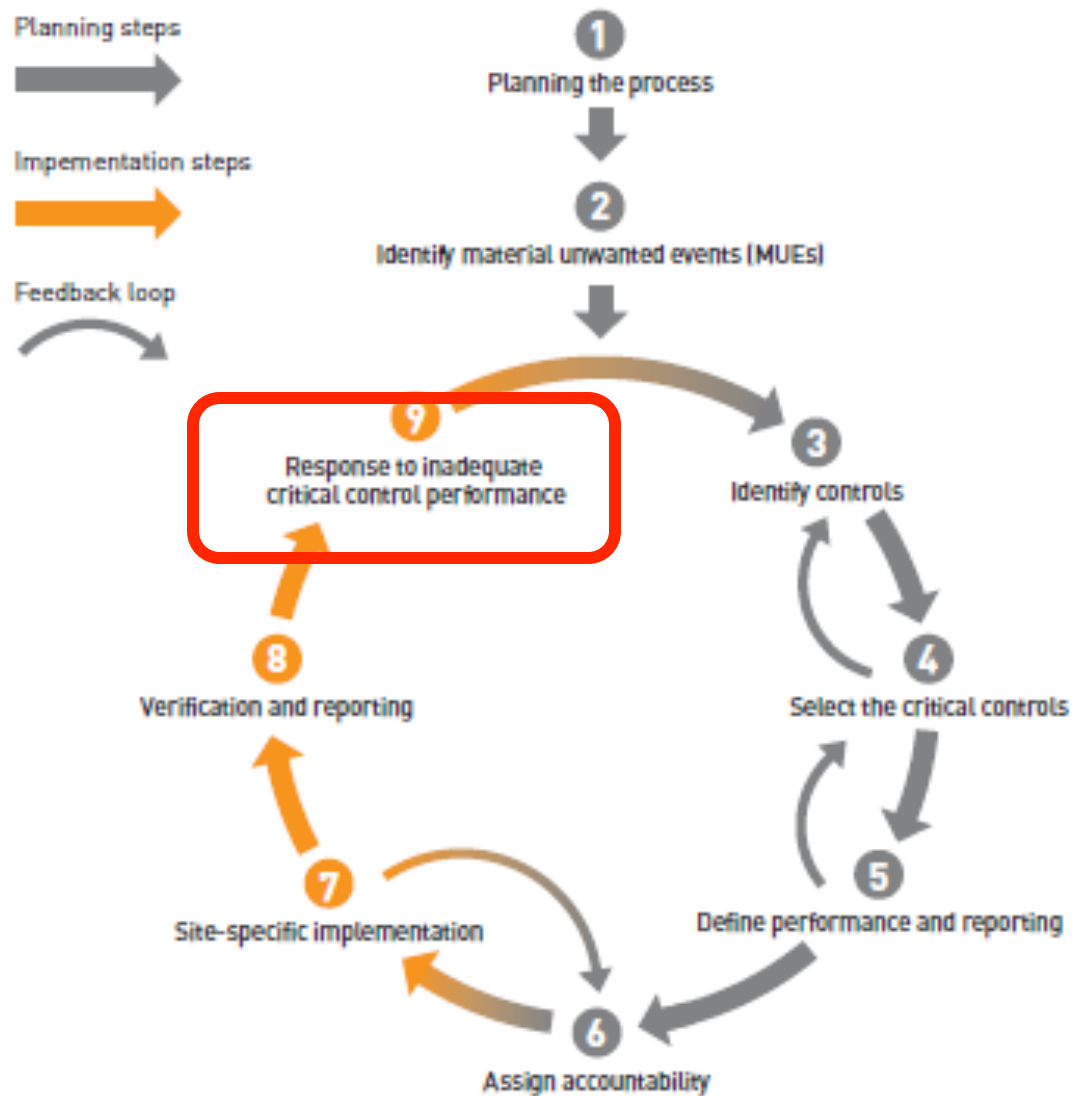 Planning steps
Impementation steps
Feedback loop
1
Planning the process
2
Identify material unwanted events (MUEs)
3
Identify controls
4
Select the critical controls
5
Define performance and reporting
6
Assign accountability
7
Site-specific implementation
8
Verification and reporting
9
Response to inadequate
critical control performance